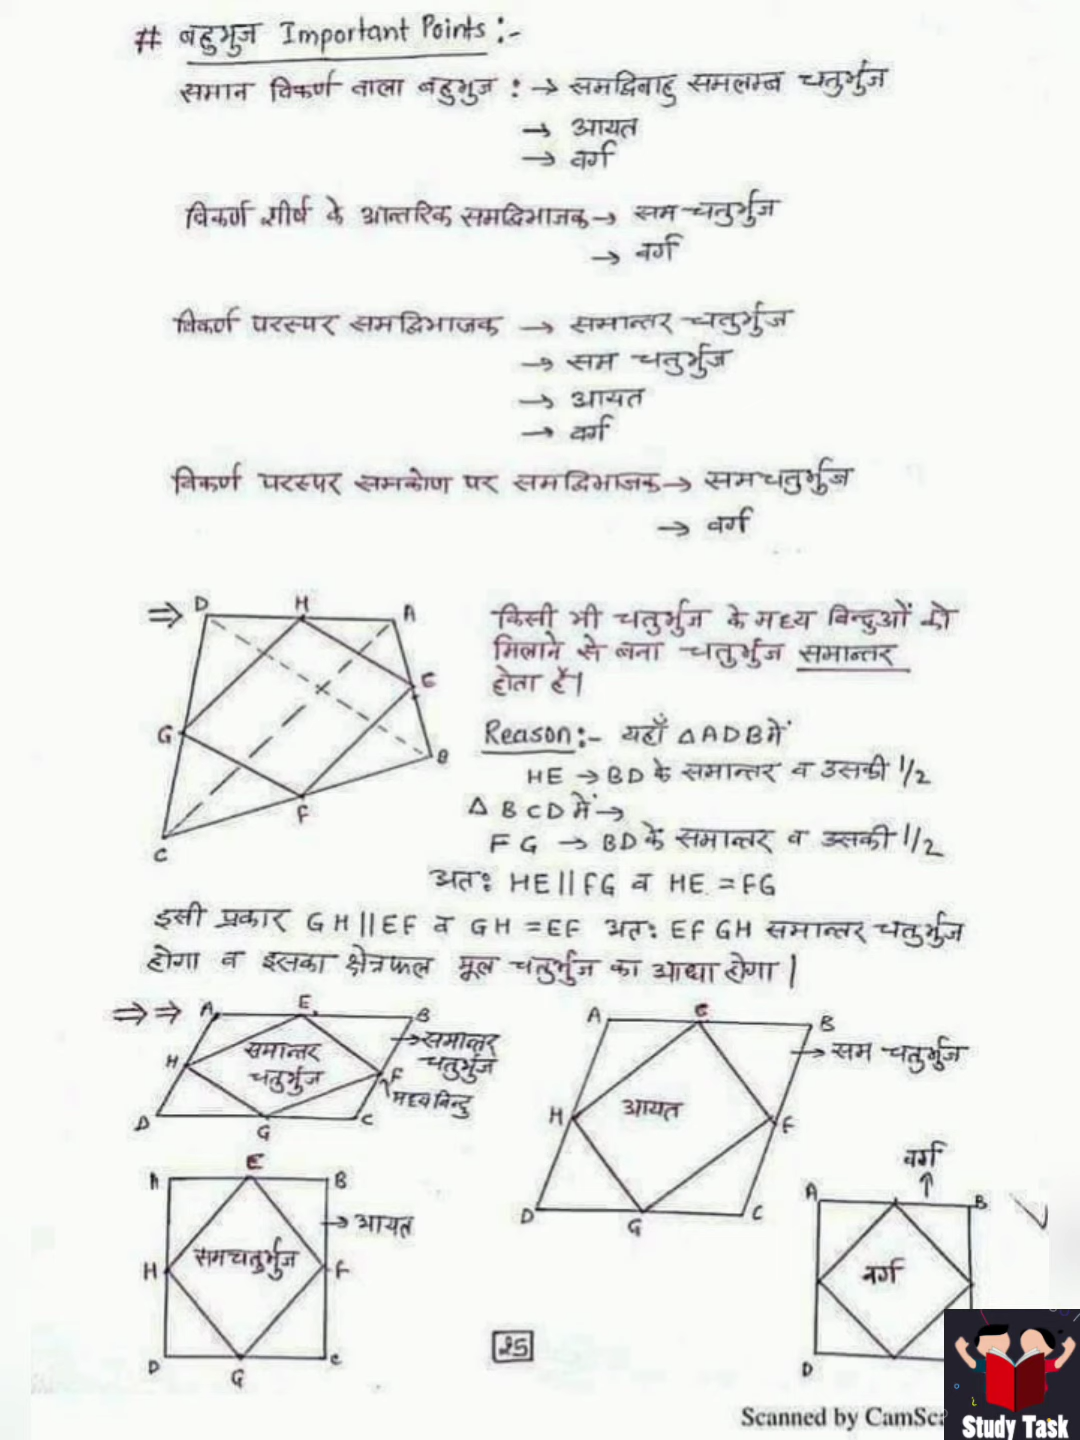 # बहुभुज Important Points :-
समान विकर्ण वाला बहुभुज : → समद्विबाहु समलम्ब चतुर्भुज
→ आयत
→ वर्ग
विकर्ण शीर्ष के आन्तरिक समद्विभाजक → सम चतुर्भुज
→ वर्ग
विकर्ण परस्पर समद्विभाजक → समान्तर चतुर्भुज
→ सम चतुर्भुज
→ आयत
→ वर्ग
विकर्ण परस्पर समकोण पर समद्विभाजक → समचतुर्भुज
→ वर्ग
⇒ D H A
E
G
B
F
C
किसी भी चतुर्भुज के मध्य बिन्दुओं को
मिलाने से बना चतुर्भुज समान्तर
होता है।
Reason :- यहाँ △ADB में
HE → BD के समान्तर व उसकी 1/2
△BCD में →
FG → BD के समान्तर व उसकी 1/2
अतः HE||FG व HE = FG
इसी प्रकार GH||EF व GH = EF अतः EFGH समान्तर चतुर्भुज
होगा व इसका क्षेत्रफल मूल चतुर्भुज का आधा होगा |
⇒ ⇒ A E B
समान्तर
चतुर्भुज
→ समान्तर
चतुर्भुज
H F
मध्य बिन्दु
D G C
A E B
→ सम चतुर्भुज
H आयत F
D G C
A E B
→ आयत
समचतुर्भुज
H F
D G C
वर्ग
A B
वर्ग
D
25
Scanned by CamSca
Study Task